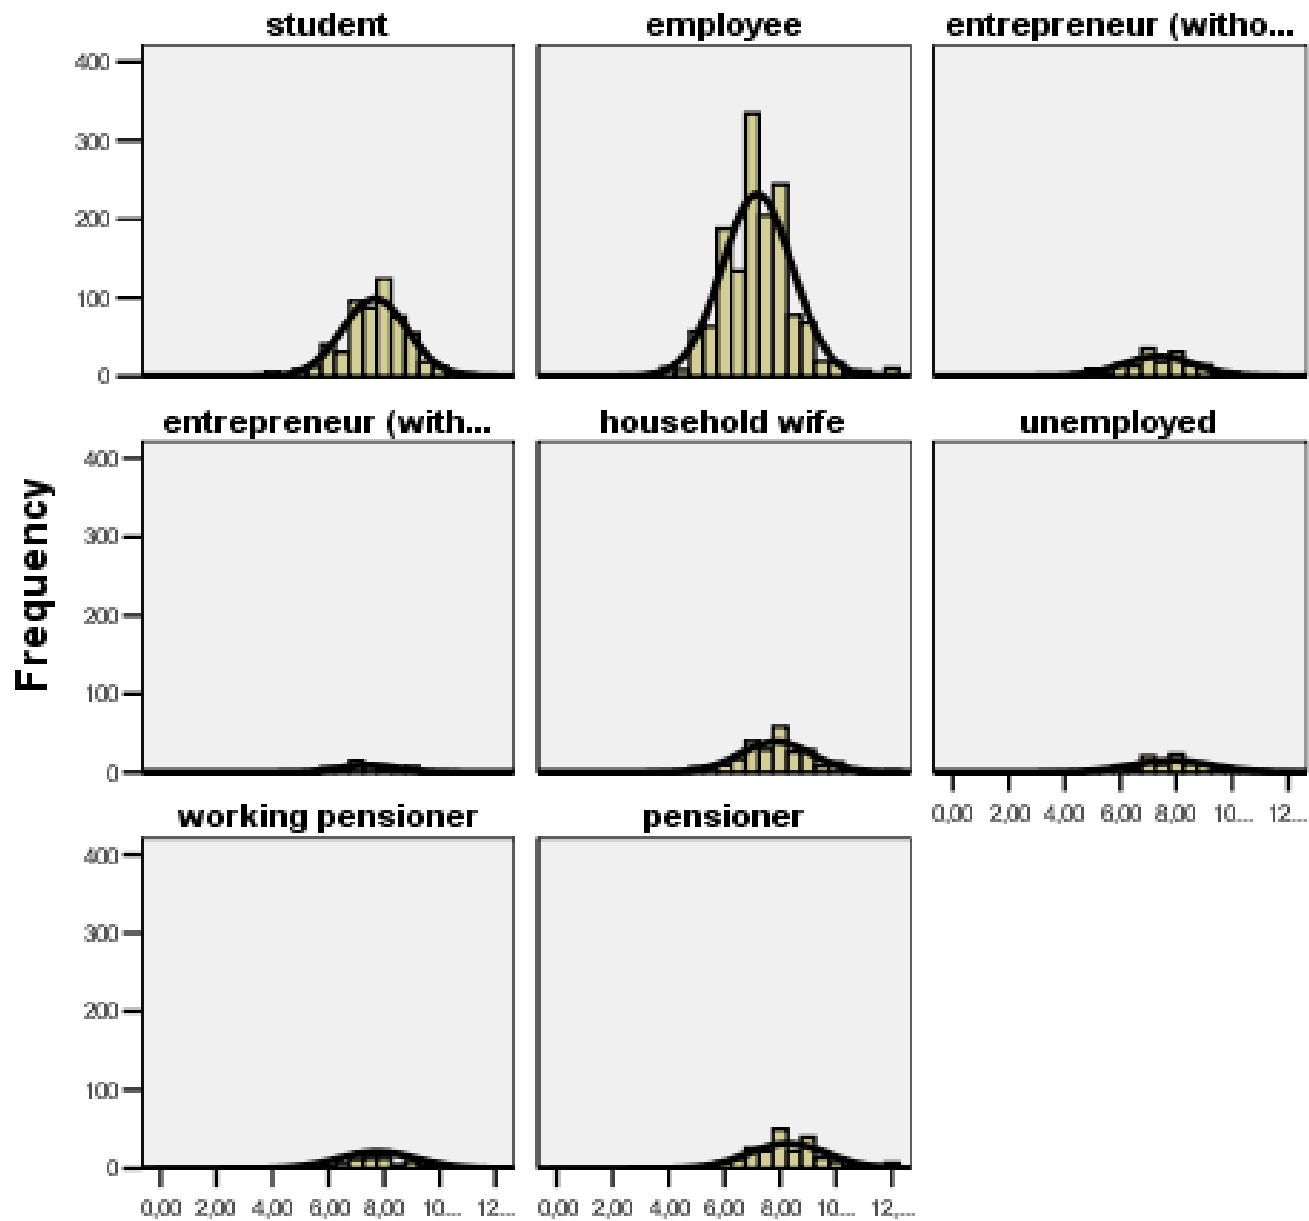 student employee entrepreneur (witho...
400
300
200
100
0
entrepreneur (with... household wife unemployed
Frequency
400
300
200
100
0
0,00 2,00 4,00 6,00 8,00 10... 12...
working pensioner pensioner
400
300
200
100
0
0,00 2,00 4,00 6,00 8,00 10... 12... 0,00 2,00 4,00 6,00 8,00 10... 12,...